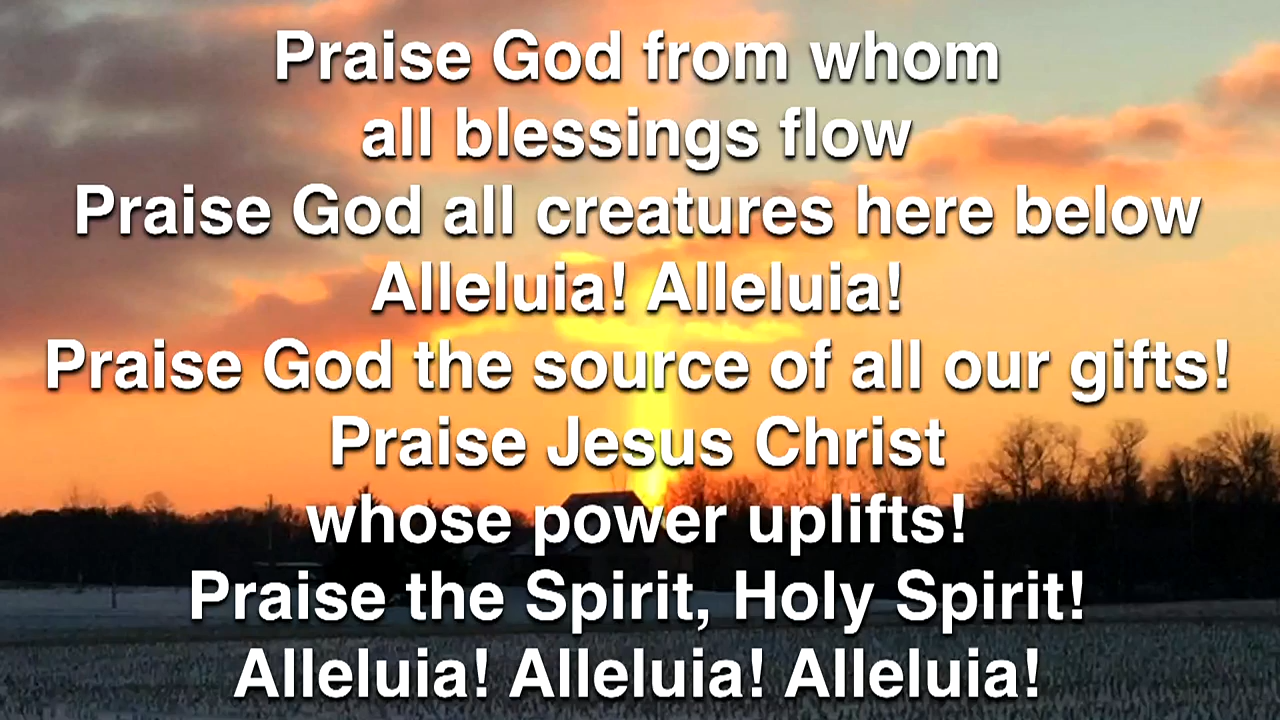 Praise God from whom
all blessings flow
Praise God all creatures here below
Alleluia! Alleluia!
Praise God the source of all our gifts!
Praise Jesus Christ
whose power uplifts!
Praise the Spirit, Holy Spirit!
Alleluia! Alleluia! Alleluia!